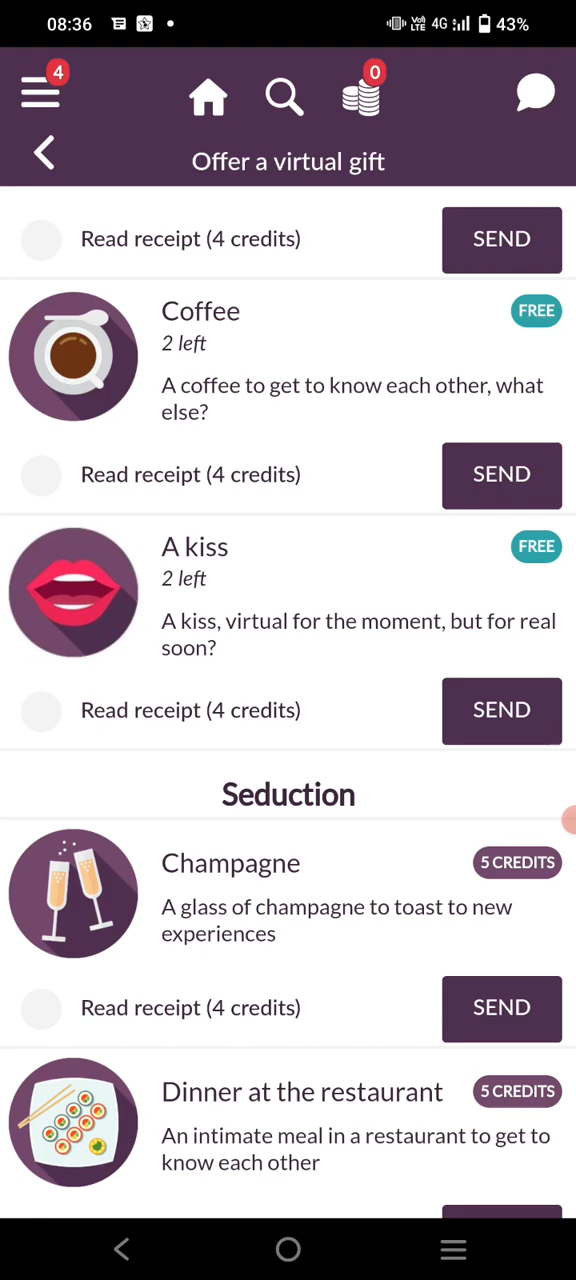 08:36
Vo)
LTE 4G 43%
4
0
Offer a virtual gift
Read receipt (4 credits) SEND
Coffee FREE
2 left
A coffee to get to know each other, what
else?
Read receipt (4 credits) SEND
A kiss FREE
2 left
A kiss, virtual for the moment, but for real
soon?
Read receipt (4 credits) SEND
Seduction
Champagne 5 CREDITS
A glass of champagne to toast to new
experiences
Read receipt (4 credits) SEND
Dinner at the restaurant 5 CREDITS
An intimate meal in a restaurant to get to
know each other